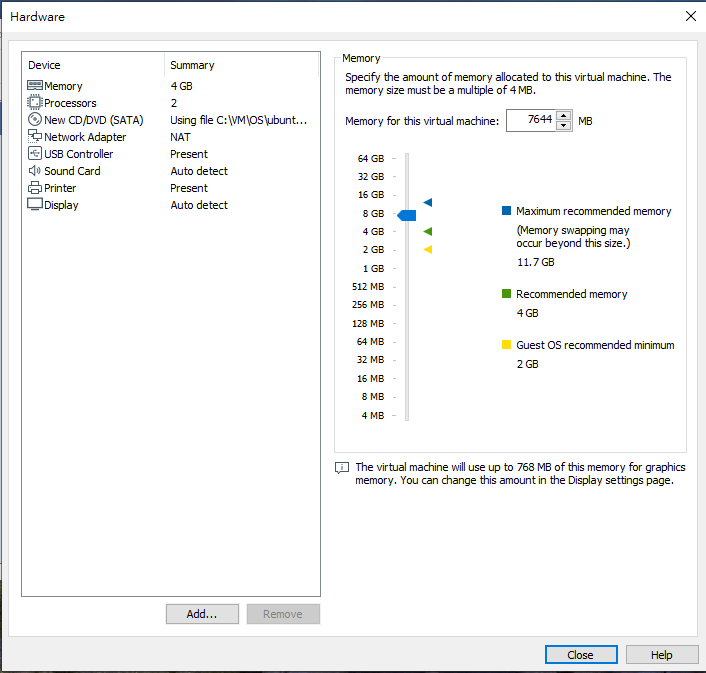 Hardware
Device Summary
Memory 4 GB
Processors 2
New CD/DVD (SATA) Using file C:\VM\OS\ubunt...
Network Adapter NAT
USB Controller Present
Sound Card Auto detect
Printer Present
Display Auto detect
Add...
Remove
Memory
Specify the amount of memory allocated to this virtual machine. The
memory size must be a multiple of 4 MB.
Memory for this virtual machine: 7644 MB
64 GB
32 GB
16 GB
8 GB
4 GB
2 GB
1 GB
512 MB
256 MB
128 MB
64 MB
32 MB
16 MB
8 MB
4 MB
Maximum recommended memory
(Memory swapping may
occur beyond this size.)
11.7 GB
Recommended memory
4 GB
Guest OS recommended minimum
2 GB
The virtual machine will use up to 768 MB of this memory for graphics
memory. You can change this amount in the Display settings page.
Close
Help